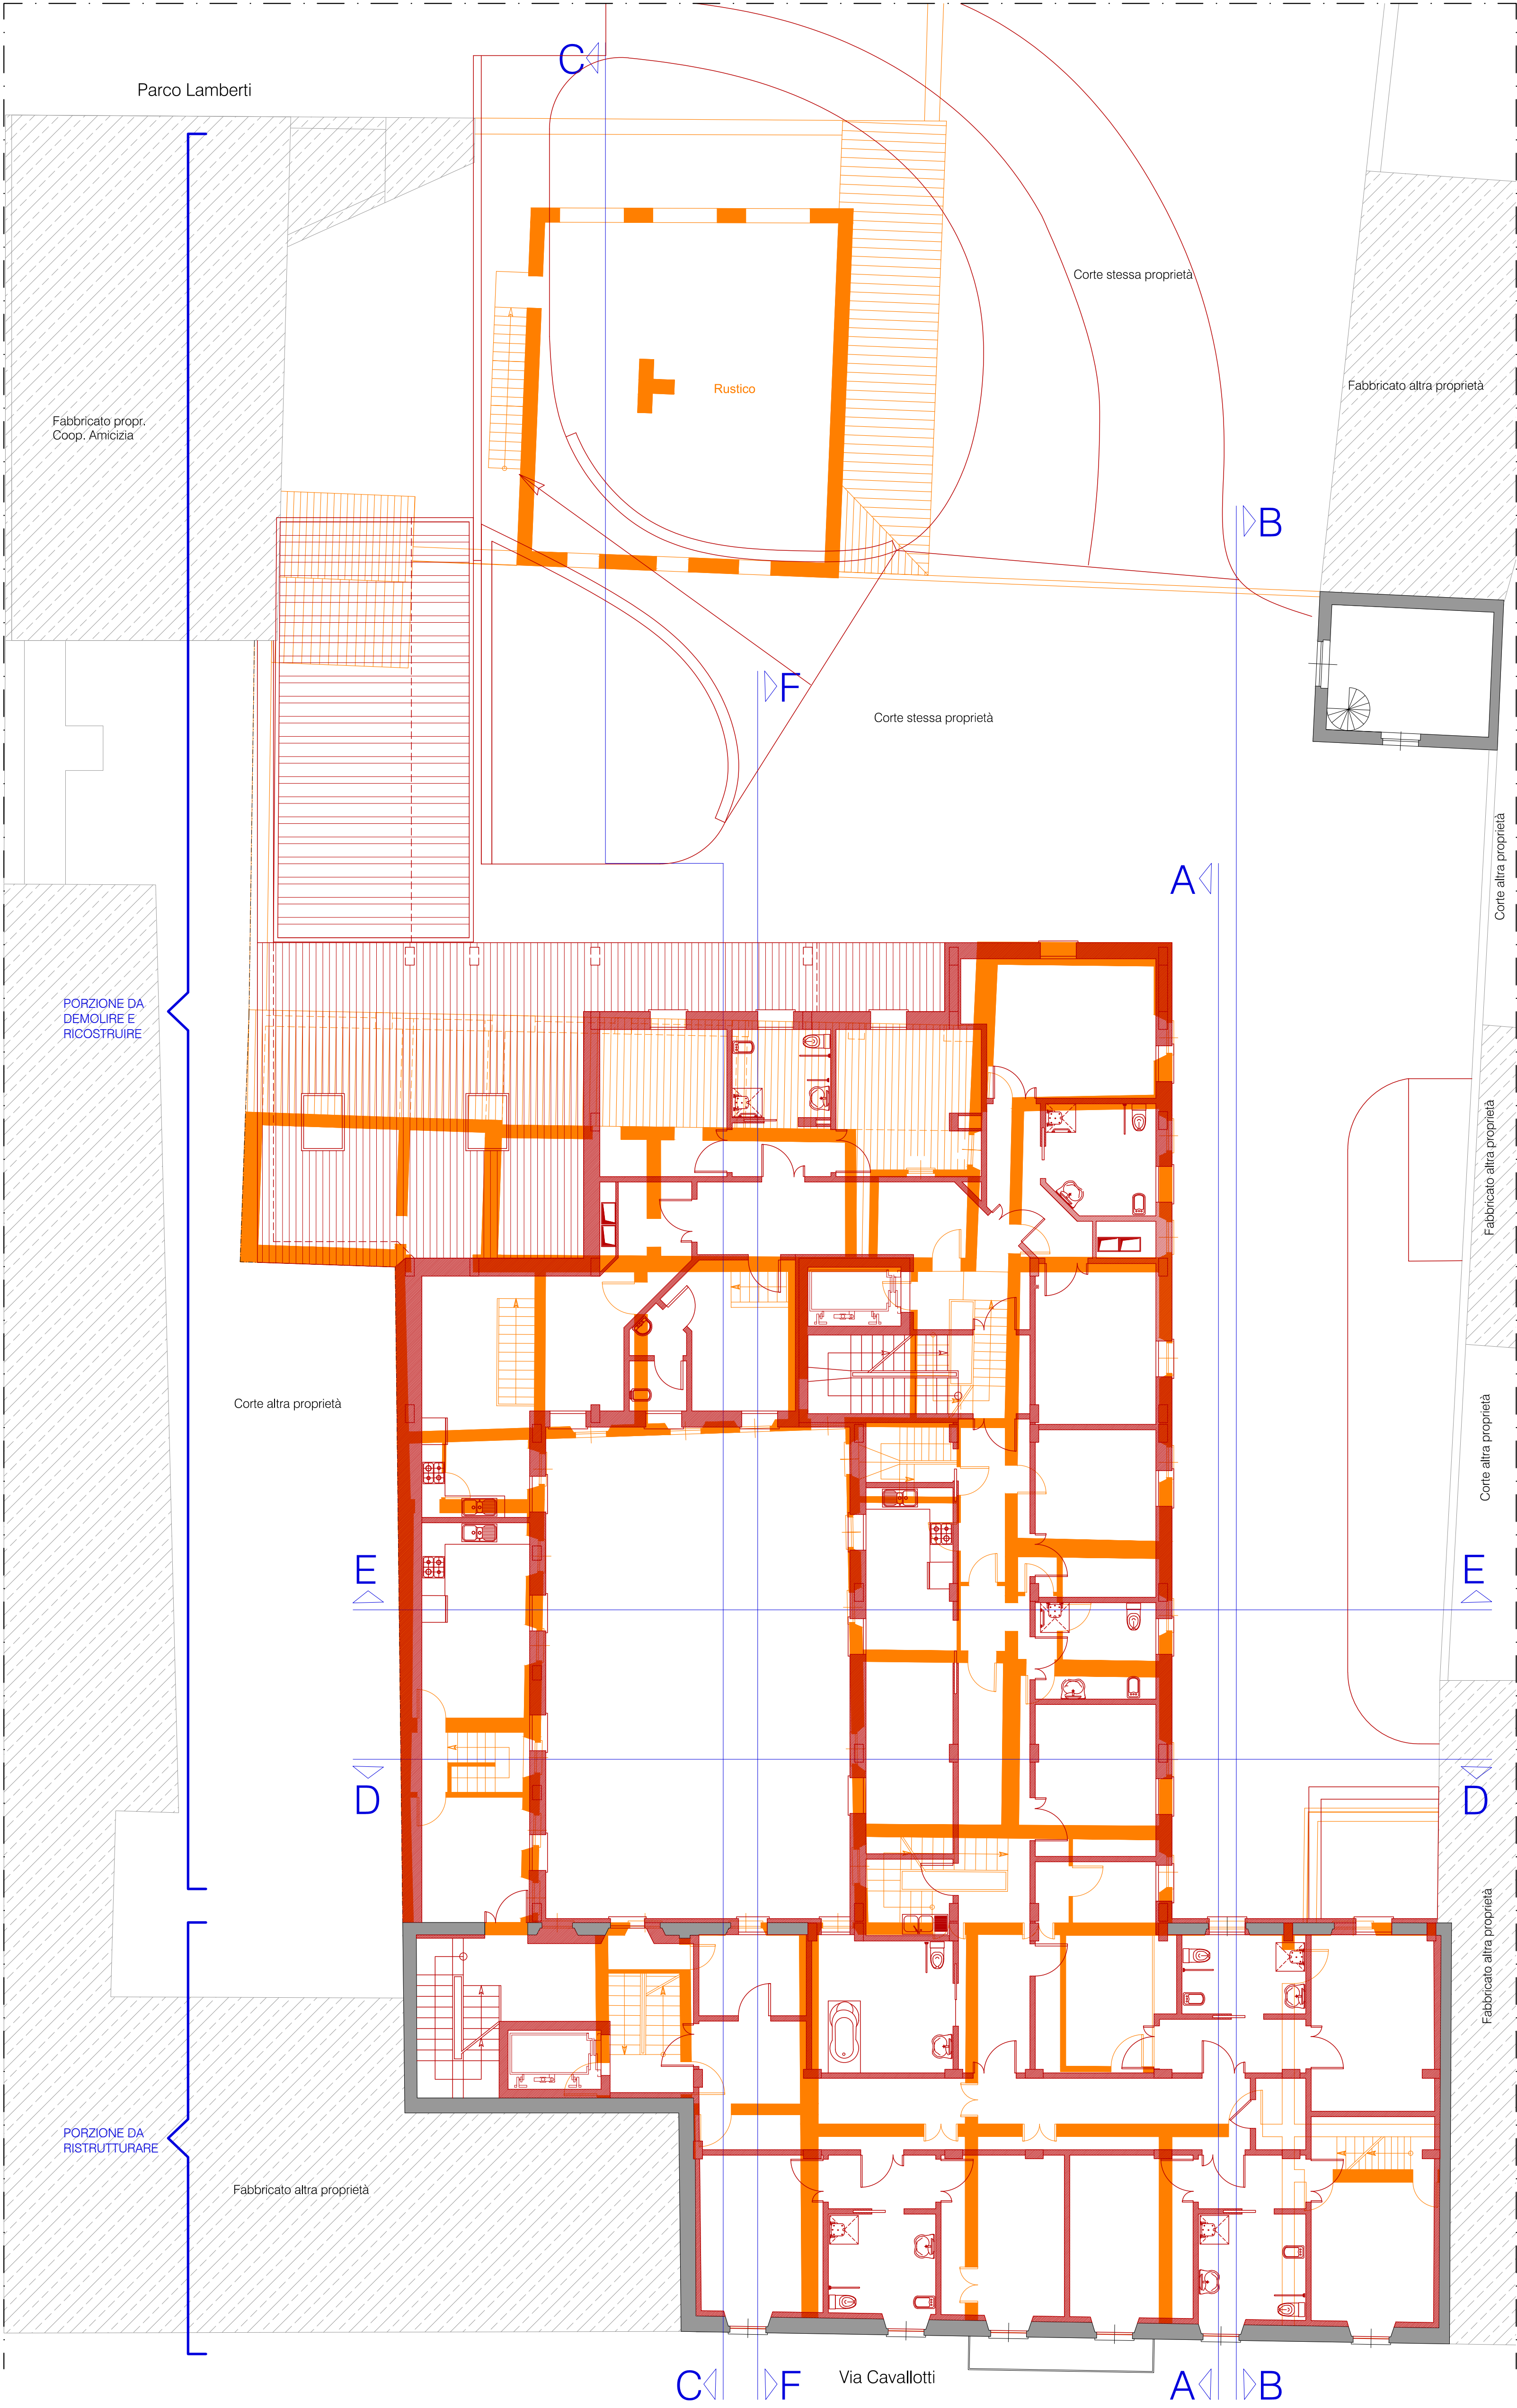 C
Parco Lamberti
Corte stessa proprietà
Fabbricato altra proprietà
Rustico
Fabbricato propr.
Coop. Amicizia
B
F
Corte stessa proprietà
Corte altra proprietà
A
PORZIONE DA
DEMOLIRE E
RICOSTRUIRE
Fabbricato altra proprietà
Corte altra proprietà
Corte altra proprietà
E
E
D
D
Fabbricato altra proprietà
PORZIONE DA
RISTRUTTURARE
Fabbricato altra proprietà
Via Cavallotti
C
F
A
B